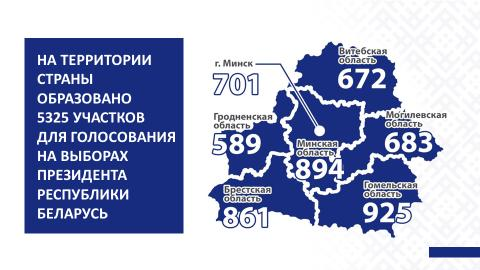 НА ТЕРРИТОРИИ
СТРАНЫ
ОБРАЗОВАНО
5325 УЧАСТКОВ
ДЛЯ ГОЛОСОВАНИЯ
НА ВЫБОРАХ
ПРЕЗИДЕНТА
РЕСПУБЛИКИ
БЕЛАРУСЬ
г. Минск
701
Витебская
область
672
Гродненская
область
589
Минская
область
894
Могилевская
область
683
Брестская
область
861
Гомельская
область
925